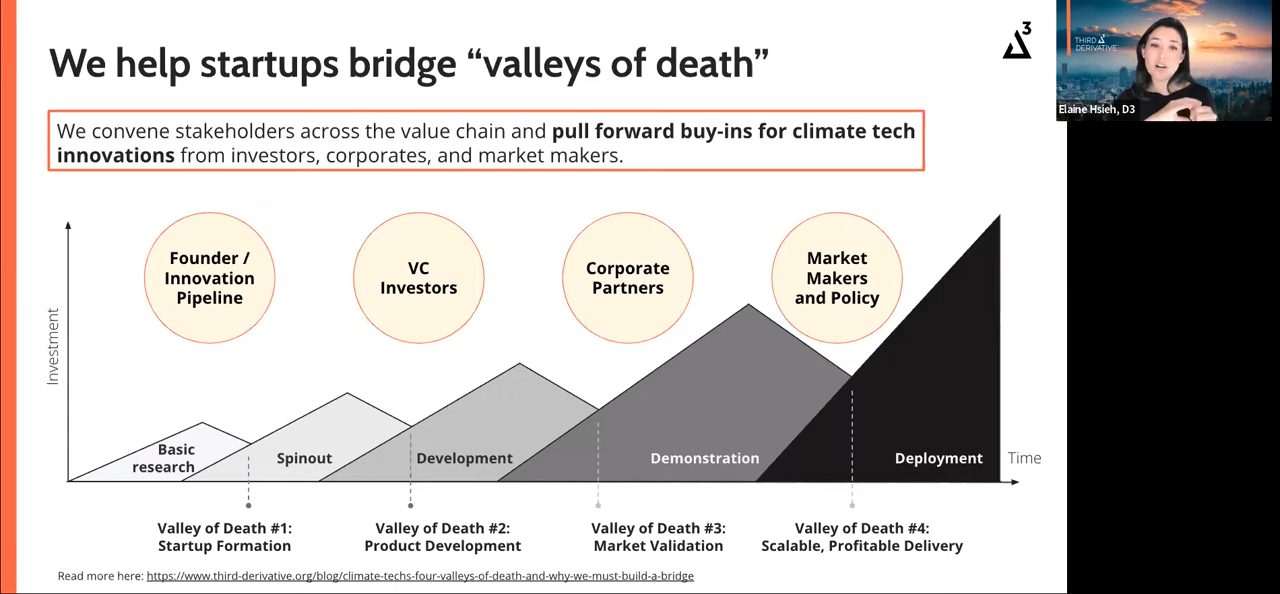 We help startups bridge “valleys of death”
3
THIRD
DERIVATIVE
Elaine Hsieh, D3
We convene stakeholders across the value chain and pull forward buy-ins for climate tech
innovations from investors, corporates, and market makers.
Founder /
Innovation
Pipeline
VC
Investors
Corporate
Partners
Market
Makers
and Policy
Investment
Basic
research
Spinout
Development
Demonstration
Deployment
Time
Valley of Death #1:
Startup Formation
Valley of Death #2:
Product Development
Valley of Death #3:
Market Validation
Valley of Death #4:
Scalable, Profitable Delivery
Read more here: https://www.third-derivative.org/blog/climate-techs-four-valleys-of-death-and-why-we-must-build-a-bridge